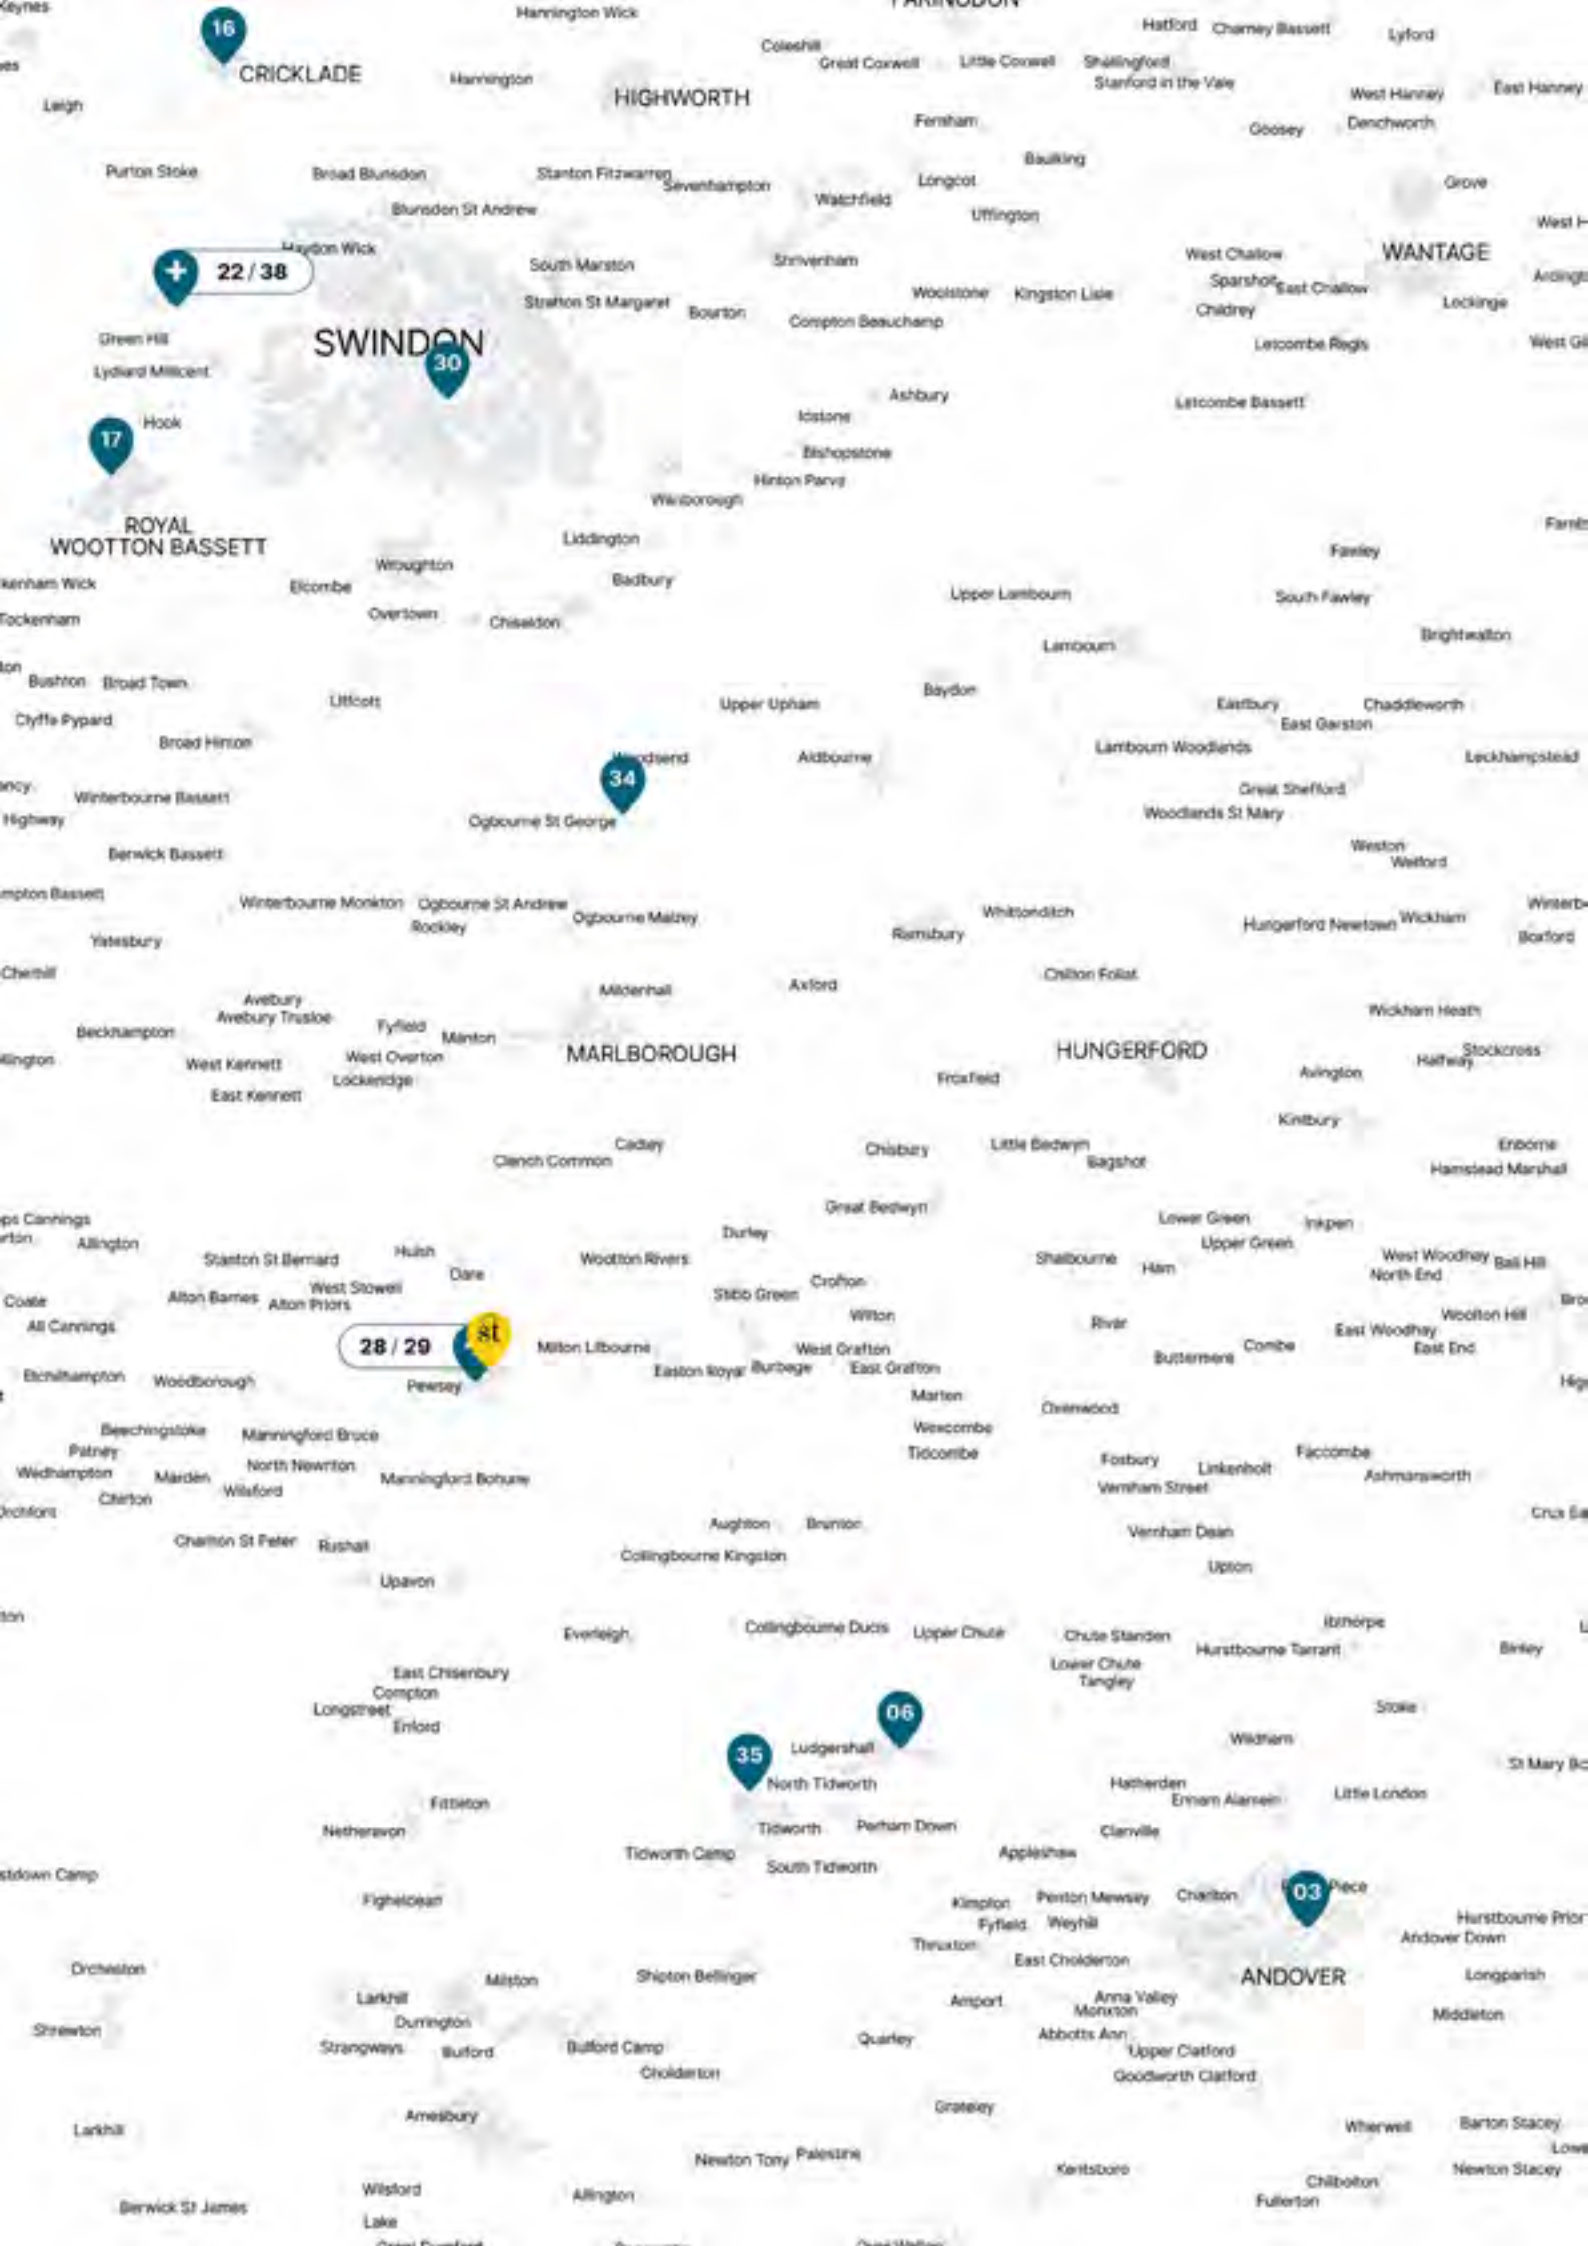 Keynes
16
CRICKLADE
Leigh
Hannington Wick
Hannington
HIGHWORTH
Coleshill
Great Coxwell
Little Coxwell
Hatford
Charney Bassett
Lyford
Shellingford
Stanford in the Vale
West Hanney
East Hanney
Denchworth
Goosey
Fernham
Baulking
Purton Stoke
Broad Blunsdon
Stanton Fitzwarren
Sevenhampton
Blunsdon St Andrew
Watchfield
Longcot
Uffington
Grove
Haydon Wick
22 / 38
South Marston
Shrivenham
West Challow
WANTAGE
Sparsholt
East Challow
Childrey
Lockinge
Stratton St Margaret
Bourton
Woolstone
Kingston Lisle
Compton Beauchamp
Green Hill
SWINDON
30
Letcombe Regis
Lydiard Millicent
Ashbury
Letcombe Bassett
Idstone
17
Hook
Bishopstone
Hinton Parva
Wanborough
ROYAL
WOOTTON BASSETT
Liddington
Fawley
Wroughton
Elcombe
Badbury
Upper Lambourn
South Fawley
Tockenham
Overtown
Chiseldon
Lambourn
Brightwalton
Bushton
Broad Town
Uffcott
Upper Upham
Baydon
Eastbury
Chaddleworth
Clyffe Pypard
East Garston
Broad Hinton
Woodsend
34
Aldbourne
Lambourn Woodlands
Leckhampstead
Winterbourne Bassett
Great Shefford
Highway
Ogbourne St George
Woodlands St Mary
Berwick Bassett
Weston
Welford
Winterbourne Monkton
Ogbourne St Andrew
Rockley
Ogbourne Maizey
Whittonditch
Ramsbury
Hungerford Newtown
Wickham
Boxford
Yatesbury
Cherhill
Mildenhall
Axford
Chilton Foliat
Avebury
Avebury Trusloe
Wickham Heath
Beckhampton
Fyfield
Manton
West Kennett
West Overton
Lockeridge
East Kennett
MARLBOROUGH
HUNGERFORD
Froxfield
Stockcross
Halfway
Avington
Kintbury
Cadley
Clench Common
Chisbury
Little Bedwyn
Bagshot
Enborne
Hamstead Marshall
Great Bedwyn
Allington
Stanton St Bernard
Huish
Oare
Wootton Rivers
Durley
Lower Green
Inkpen
Upper Green
Shalbourne
Ham
West Woodhay
Ball Hill
North End
Coate
Alton Barnes
West Stowell
Alton Priors
Stibb Green
Crofton
Wilton
All Cannings
River
Woolton Hill
East Woodhay
East End
28 / 29
st
Milton Lilbourne
West Grafton
Buttermere
Combe
Etchilhampton
Woodborough
Pewsey
Easton Royal
Burbage
East Grafton
Marten
Oxenwood
Beechingstoke
Manningford Bruce
Wexcombe
Patney
Tidcombe
Wedhampton
Marden
North Newnton
Manningford Bohune
Fosbury
Linkenholt
Faccombe
Ashmansworth
Chirton
Wilsford
Vernham Street
Charlton St Peter
Rushall
Aughton
Brunton
Vernham Dean
Collingbourne Kingston
Upavon
Upton
Everleigh
Collingbourne Ducis
Upper Chute
Chute Standen
Ibthorpe
Hurstbourne Tarrant
Binley
East Chisenbury
Lower Chute
Tangley
Compton
Longstreet
Enford
06
Stoke
35
Ludgershall
Wildhern
North Tidworth
Hatherden
Enham Alamein
Little London
Fittleton
Netheravon
Tidworth
Perham Down
Clanville
Tidworth Camp
South Tidworth
Appleshaw
Figheldean
Kimpton
Penton Mewsey
Charlton
03
Piece
Fyfield
Weyhill
Thruxton
East Cholderton
Andover Down
ANDOVER
Orcheston
Milston
Shipton Bellinger
Longparish
Larkhill
Amport
Anna Valley
Monxton
Middleton
Durrington
Shrewton
Strangways
Bulford
Bulford Camp
Quarley
Abbotts Ann
Upper Clatford
Cholderton
Goodworth Clatford
Amesbury
Grateley
Larkhill
Wherwell
Barton Stacey
Newton Tony
Palestine
Kentsboro
Chilbolton
Newton Stacey
Wilsford
Allington
Fullerton
Berwick St James
Lake